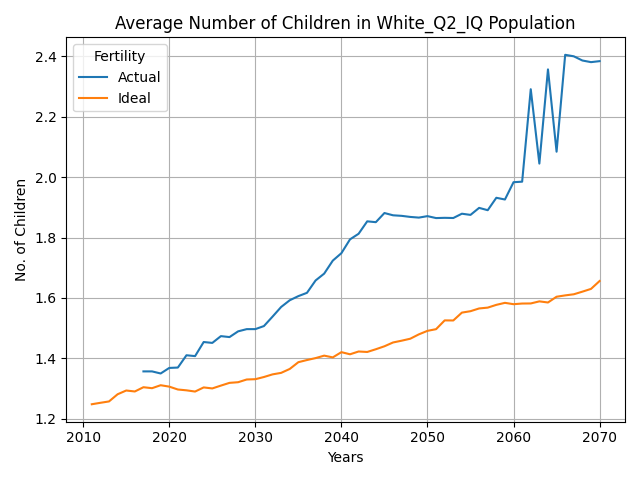 Average Number of Children in White_Q2_IQ Population
Fertility
Actual
Ideal
No. of Children
2.4
2.2
2.0
1.8
1.6
1.4
1.2
2010 2020 2030 2040 2050 2060 2070
Years